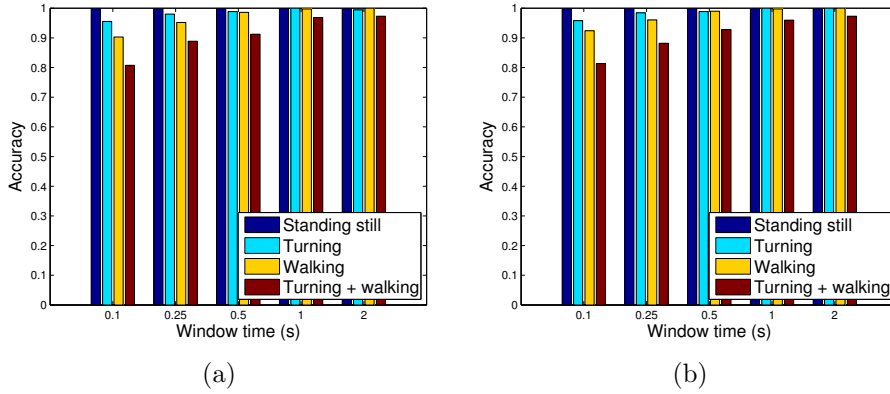 1
0.9
0.8
0.7
0.6
0.5
0.4
0.3
0.2
0.1
0
Accuracy
0.1 0.25 0.5 1 2
Window time (s)
Standing still
Turning
Walking
Turning + walking
(a)
1
0.9
0.8
0.7
0.6
0.5
0.4
0.3
0.2
0.1
0
Accuracy
0.1 0.25 0.5 1 2
Window time (s)
Standing still
Turning
Walking
Turning + walking
(b)